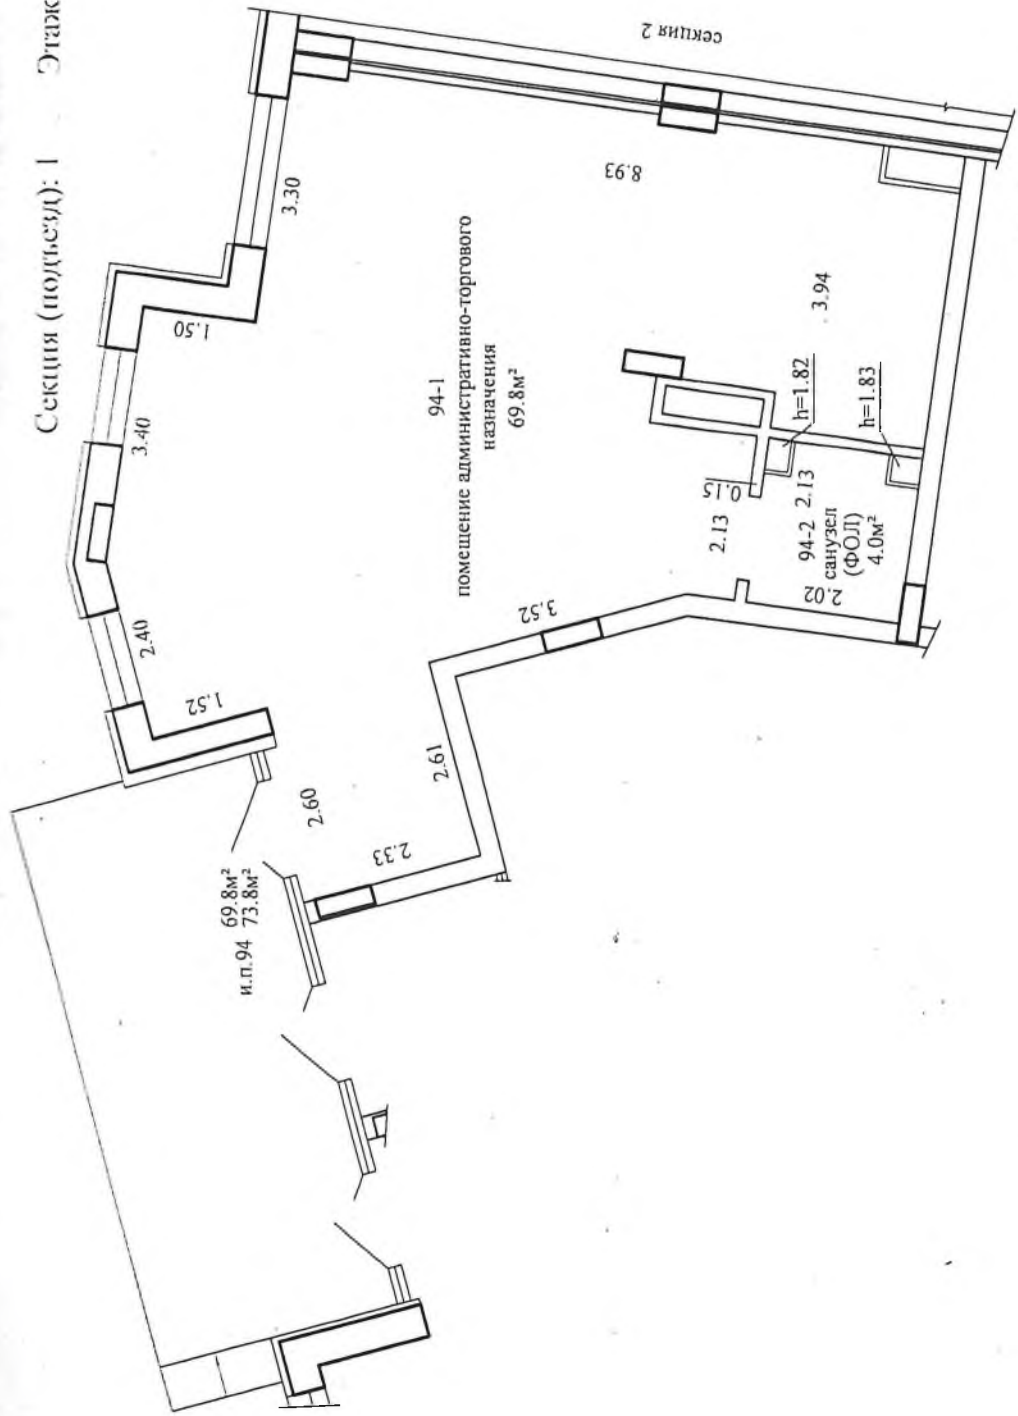 Секция (подъезд): 1 Этаж
секция 2
3.30
8.93
1.50
94-1
помещение административно-торгового
назначения
69.8м²
3.94
3.40
h=1.82
h=1.83
0.15
2.13
2.13
94-2
санузел
(ФОЛ)
4.0м²
2.02
2.40
3.52
1.52
2.61
2.60
2.33
и.п.94 69.8м²
73.8м²